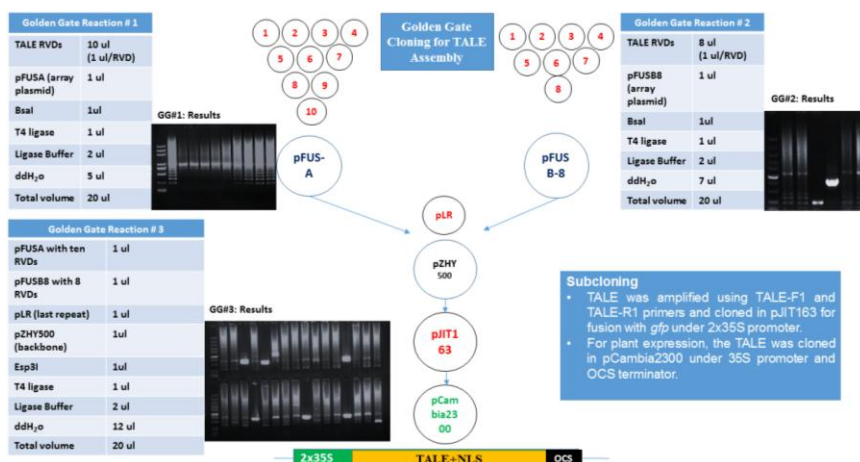 Golden Gate Reaction # 1
TALE RVDs 10 ul
(1 ul/RVD)
pFUSA (array
plasmid) 1 ul
BsaI 1ul
T4 ligase 1 ul
Ligase Buffer 2 ul
ddH2o 5 ul
Total volume 20 ul
GG#1: Results
1 2 3 4
5 6 7
8 9
10
pFUS-
A
Golden Gate
Cloning for TALE
Assembly
1 2 3 4
5 6 7
8
pFUS
B-8
Golden Gate Reaction # 2
TALE RVDs 8 ul
(1 ul/RVD)
pFUSB8
(array
plasmid) 1 ul
BsaI 1ul
T4 ligase 1 ul
Ligase Buffer 2 ul
ddH2o 7 ul
Total volume 20 ul
GG#2: Results
Golden Gate Reaction # 3
pFUSA with ten
RVDs 1 ul
pFUSB8 with 8
RVDs 1 ul
pLR (last repeat) 1 ul
pZHY500
(backbone) 1ul
Esp3I 1ul
T4 ligase 1 ul
Ligase Buffer 2 ul
ddH2o 12 ul
Total volume 20 ul
GG#3: Results
pLR
pZHY
500
pJIT1
63
pCam
bia23
00
2x35S TALE+NLS OCS
Subcloning
• TALE was amplified using TALE-F1 and
TALE-R1 primers and cloned in pJIT163 for
fusion with gfp under 2x35S promoter.
• For plant expression, the TALE was cloned
in pCambia2300 under 35S promoter and
OCS terminator.